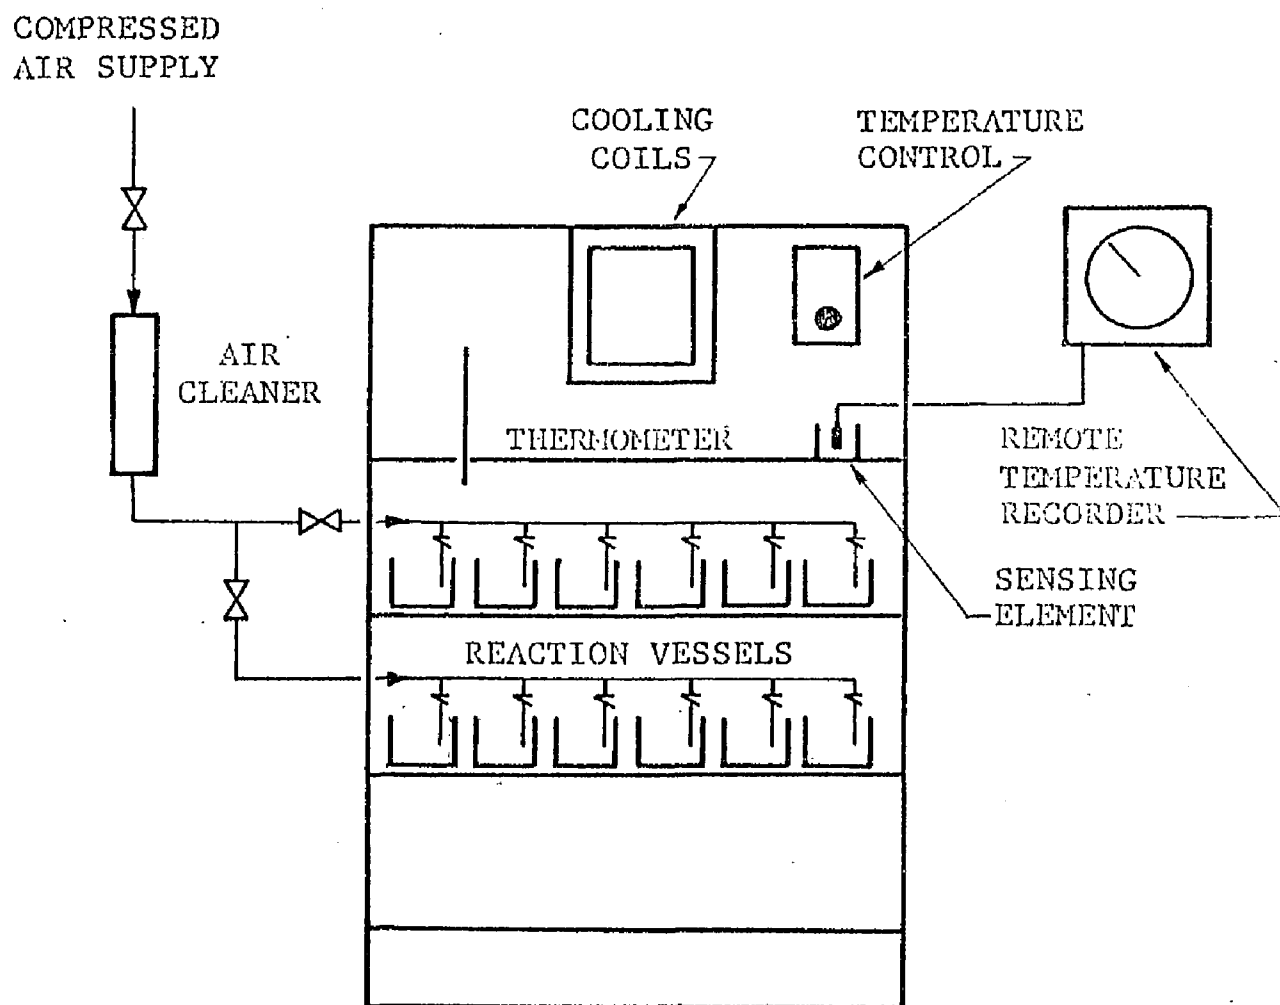 COMPRESSED
AIR SUPPLY
COOLING
COILS
TEMPERATURE
CONTROL
AIR
CLEANER
THERMOMETER
REMOTE
TEMPERATURE
RECORDER
SENSING
ELEMENT
REACTION VESSELS